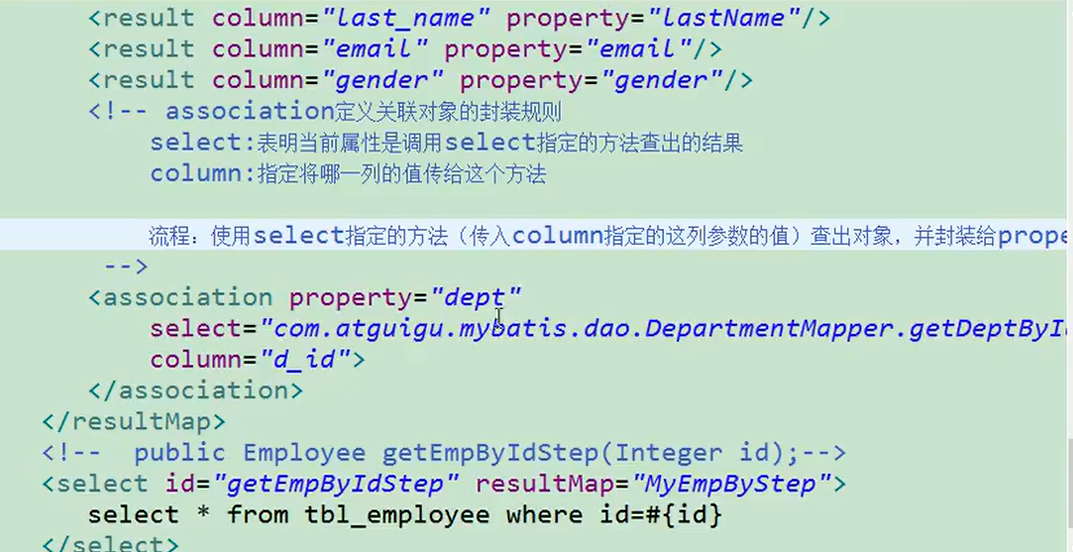 <result column="last_name" property="lastName"/>
<result column="email" property="email"/>
<result column="gender" property="gender"/>
<!-- association定义关联对象的封装规则
select:表明当前属性是调用select指定的方法查出的结果
column:指定将哪一列的值传给这个方法
流程：使用select指定的方法（传入column指定的这列参数的值）查出对象，并封装给prope
-->
<association property="dept"
select="com.atguigu.mybatis.dao.DepartmentMapper.getDeptById
column="d_id">
</association>
</resultMap>
<!-- public Employee getEmpByIdStep(Integer id);-->
<select id="getEmpByIdStep" resultMap="MyEmpByStep">
select * from tbl_employee where id=#{id}
</select>